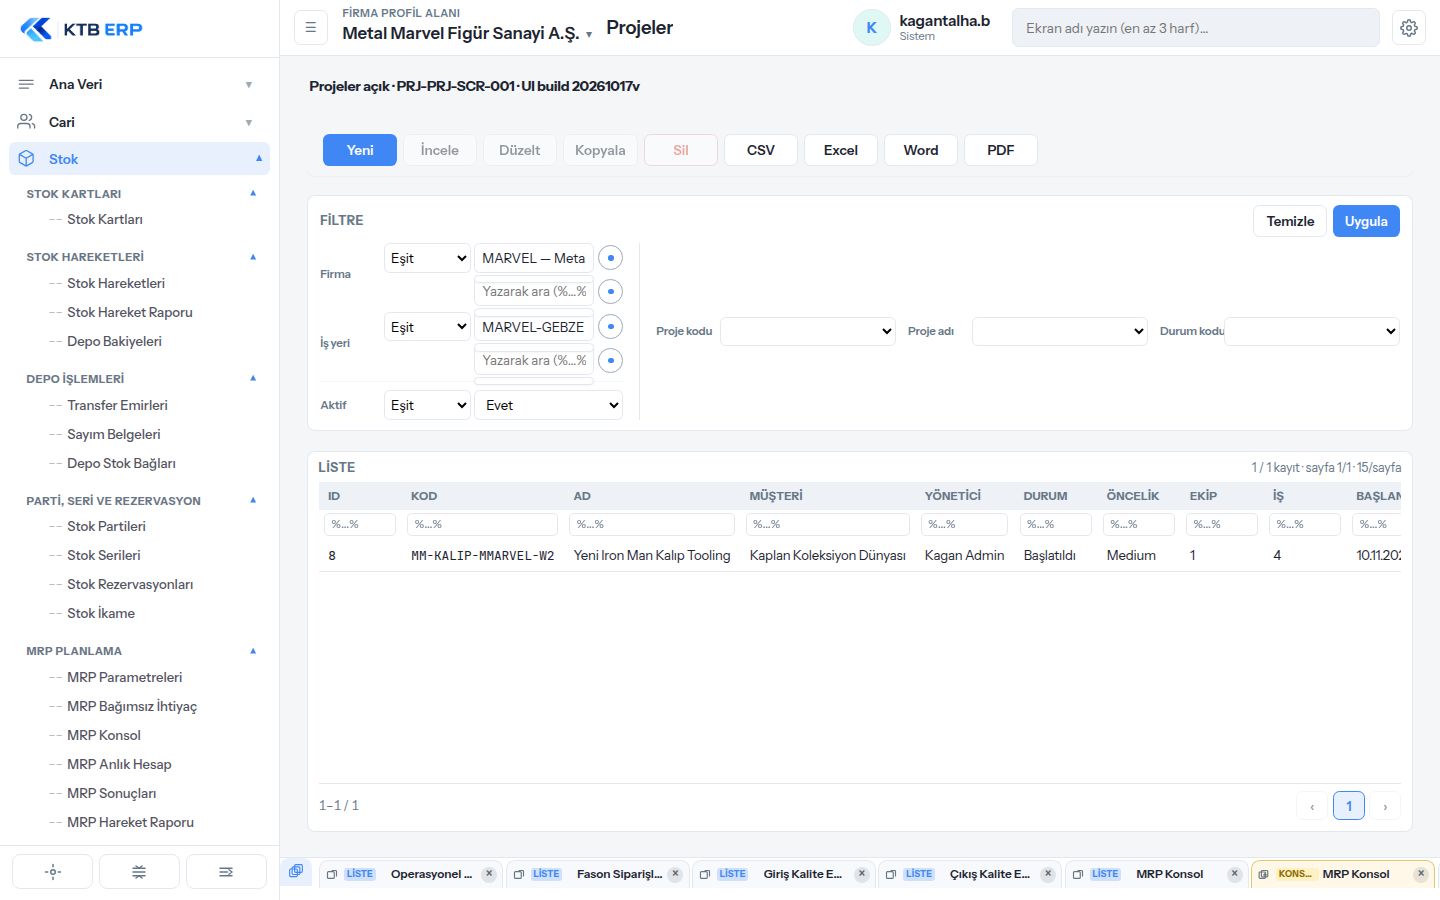 KTB ERP
☰
FİRMA PROFİL ALANI
Metal Marvel Figür Sanayi A.Ş. ▾
Projeler
K
kagantalha.b
Sistem
Ekran adı yazın (en az 3 harf)...
Ana Veri
Cari
Stok
STOK KARTLARI
Stok Kartları
STOK HAREKETLERİ
Stok Hareketleri
Stok Hareket Raporu
Depo Bakiyeleri
DEPO İŞLEMLERİ
Transfer Emirleri
Sayım Belgeleri
Depo Stok Bağları
PARTİ, SERİ VE REZERVASYON
Stok Partileri
Stok Serileri
Stok Rezervasyonları
Stok İkame
MRP PLANLAMA
MRP Parametreleri
MRP Bağımsız İhtiyaç
MRP Konsol
MRP Anlık Hesap
MRP Sonuçları
MRP Hareket Raporu
Projeler açık · PRJ-PRJ-SCR-001 · UI build 20261017v
Yeni İncele Düzelt Kopyala Sil CSV Excel Word PDF
FİLTRE
Temizle Uygula
Firma Eşit MARVEL — Meta
Yazarak ara (%...%
İş yeri Eşit MARVEL-GEBZE
Yazarak ara (%...%
Aktif Eşit Evet
Proje kodu Proje adı Durum kodu
LİSTE
1 / 1 kayıt · sayfa 1/1 · 15/sayfa
ID KOD AD MÜŞTERİ YÖNETİCİ DURUM ÖNCELİK EKİP İŞ BAŞLAN
%...% %...% %...% %...% %...% %...% %...% %...% %...% %...%
8 MM-KALIP-MMARVEL-W2 Yeni Iron Man Kalıp Tooling Kaplan Koleksiyon Dünyası Kagan Admin Başlatıldı Medium 1 4 10.11.202
1–1 / 1
‹ 1 ›
LİSTE Operasyonel ... ×
LİSTE Fason Siparişl... ×
LİSTE Giriş Kalite E... ×
LİSTE Çıkış Kalite E... ×
LİSTE MRP Konsol ×
KONS... MRP Konsol ×